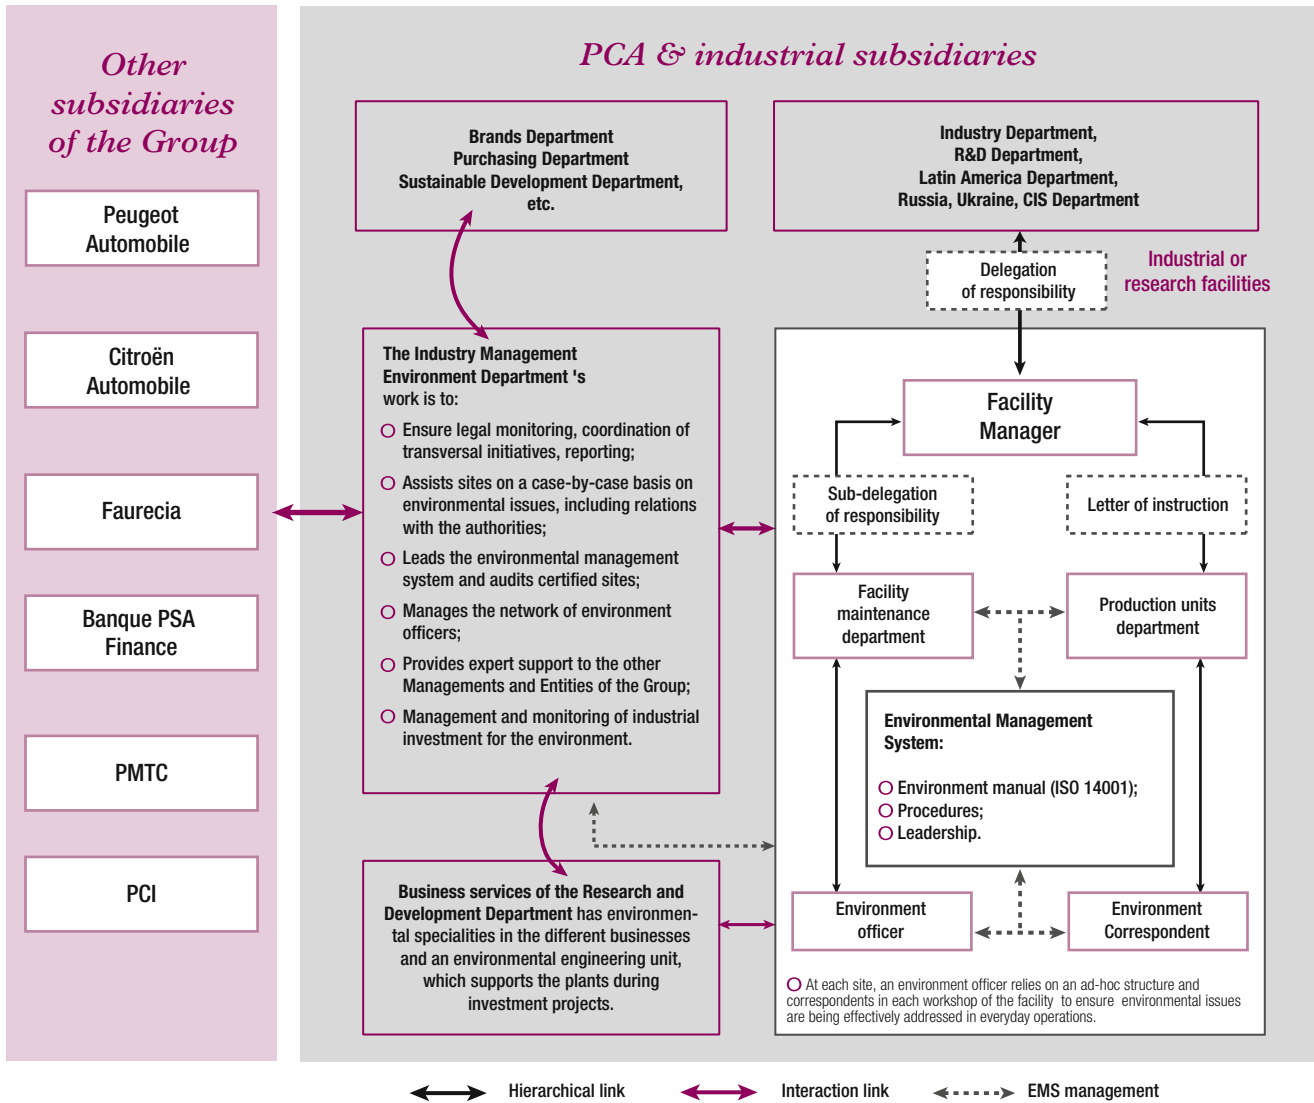 Other
subsidiaries
of the Group
Peugeot
Automobile
Citroën
Automobile
Faurecia
Banque PSA
Finance
PMTC
PCI
PCA & industrial subsidiaries
Brands Department
Purchasing Department
Sustainable Development Department,
etc.
Industry Department,
R&D Department,
Latin America Department,
Russia, Ukraine, CIS Department
Delegation
of responsibility
Industrial or
research facilities
The Industry Management
Environment Department 's
work is to:
Ensure legal monitoring, coordination of
transversal initiatives, reporting;
Assists sites on a case-by-case basis on
environmental issues, including relations
with the authorities;
Leads the environmental management
system and audits certified sites;
Manages the network of environment
officers;
Provides expert support to the other
Managements and Entities of the Group;
Management and monitoring of industrial
investment for the environment.
Business services of the Research and
Development Department has environmen-
tal specialities in the different businesses
and an environmental engineering unit,
which supports the plants during
investment projects.
Facility
Manager
Sub-delegation
of responsibility
Letter of instruction
Facility
maintenance
department
Production units
department
Environmental Management
System:
Environment manual (ISO 14001);
Procedures;
Leadership.
Environment
officer
Environment
Correspondent
At each site, an environment officer relies on an ad-hoc structure and
correspondents in each workshop of the facility to ensure environmental issues
are being effectively addressed in everyday operations.
Hierarchical link
Interaction link
EMS management